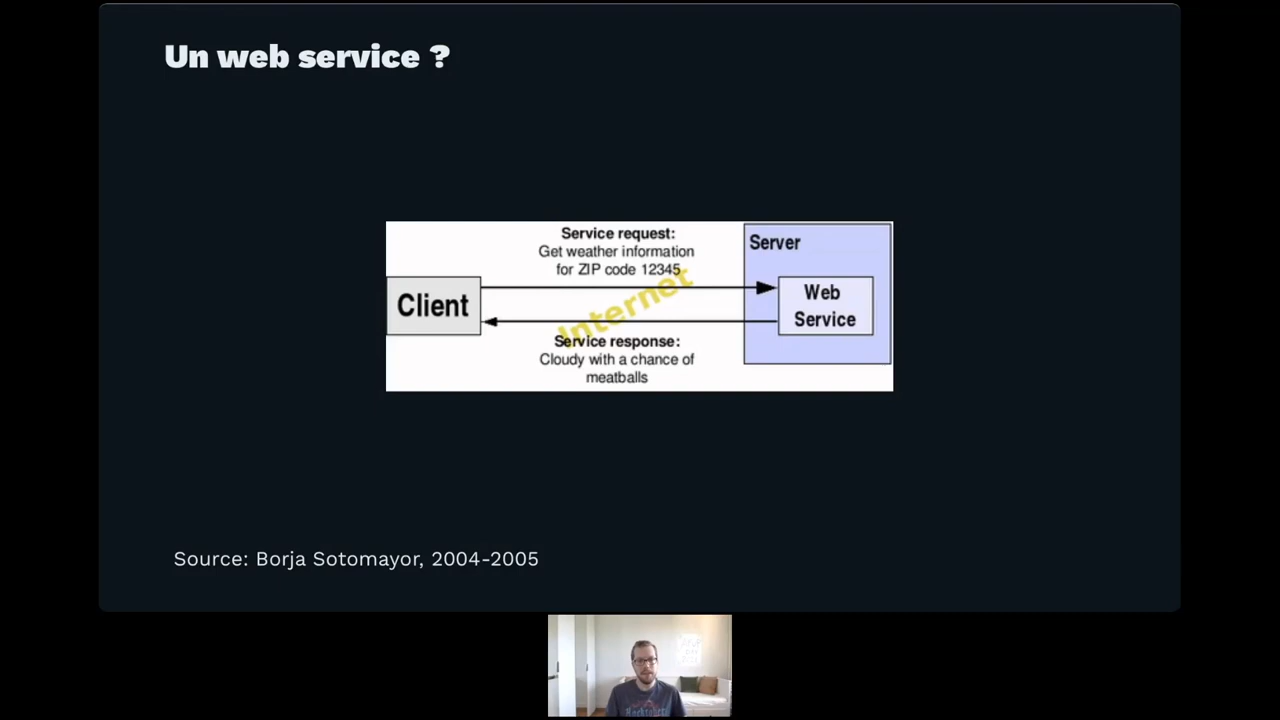 Un web service ?
Service request:
Get weather information
for ZIP code 12345
Server
Client
Internet
Web
Service
Service response:
Cloudy with a chance of
meatballs
Source: Borja Sotomayor, 2004-2005